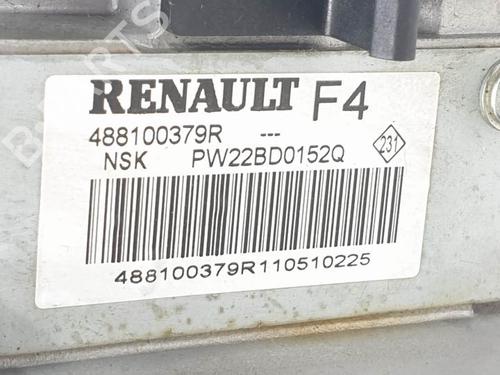 RENAULT F4
488100379R ---
NSK PW22BD0152Q
231
488100379R110510225